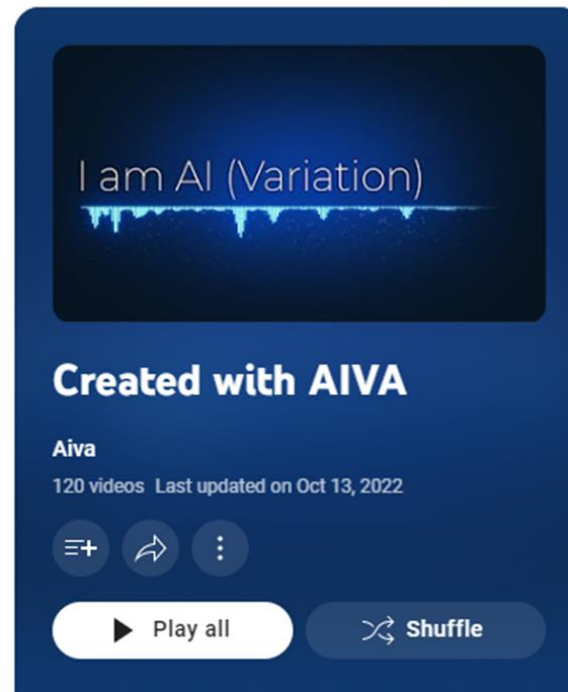 I am AI (Variation)
Created with AIVA
Aiva
120 videos Last updated on Oct 13, 2022
Play all Shuffle